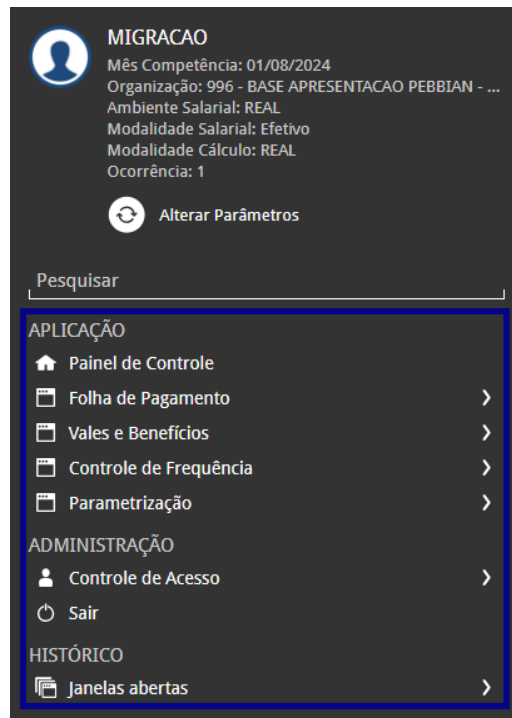 MIGRACAO
Mês Competência: 01/08/2024
Organização: 996 - BASE APRESENTACAO PEBBIAN - ...
Ambiente Salarial: REAL
Modalidade Salarial: Efetivo
Modalidade Cálculo: REAL
Ocorrência: 1
Alterar Parâmetros
Pesquisar
APLICAÇÃO
Painel de Controle
Folha de Pagamento
Vales e Benefícios
Controle de Frequência
Parametrização
ADMINISTRAÇÃO
Controle de Acesso
Sair
HISTÓRICO
Janelas abertas